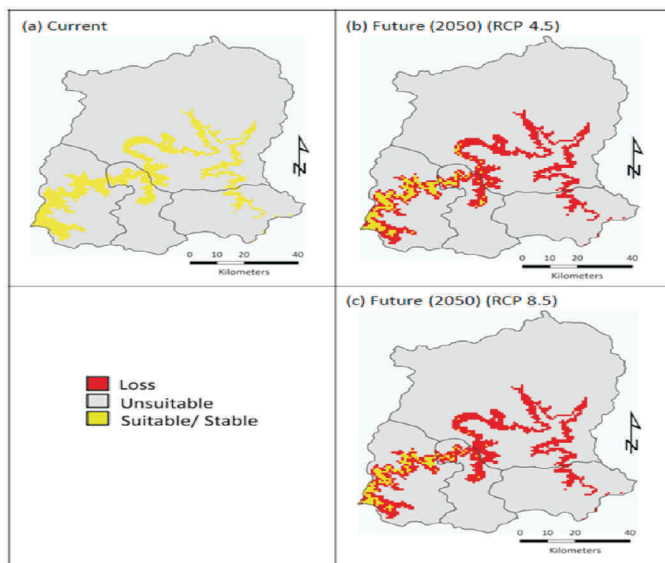 (a) Current
N
0 10 20 40
Kilometers
(b) Future (2050) (RCP 4.5)
N
0 10 20 40
Kilometers
Loss
Unsuitable
Suitable/ Stable
(c) Future (2050) (RCP 8.5)
N
0 10 20 40
Kilometers